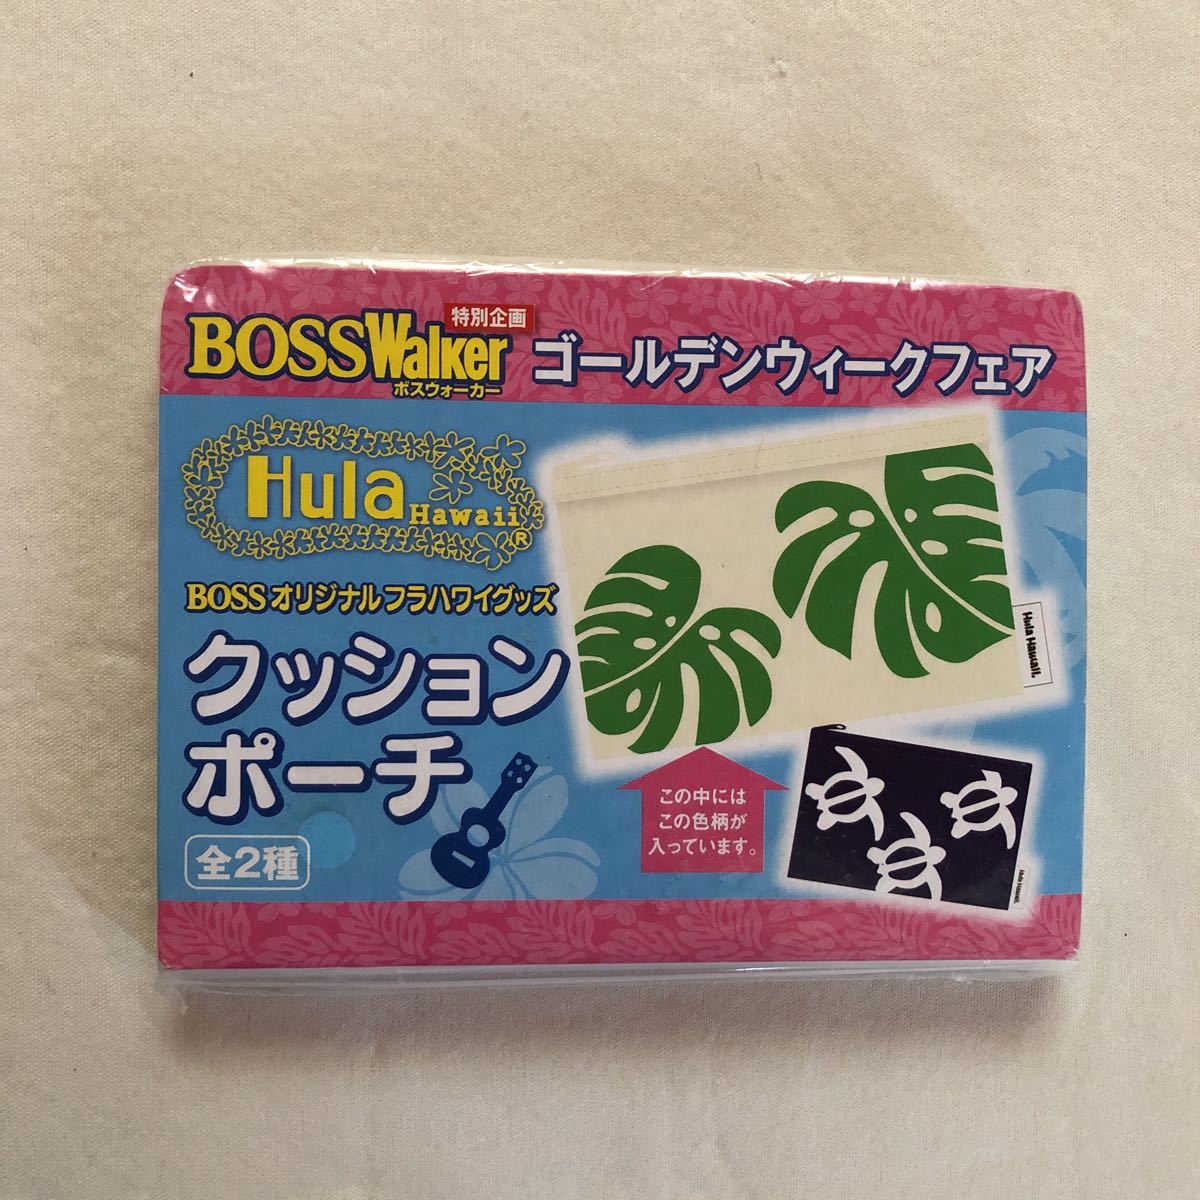 BOSS Walker 特別企画
ボスウォーカー
ゴールデンウィークフェア
Hula
Hawaii®
BOSSオリジナルフラハワイグッズ
クッション
ポーチ
全2種
Hula Hawaii.
この中には
この色柄が
入っています。
Hula Hawaii.